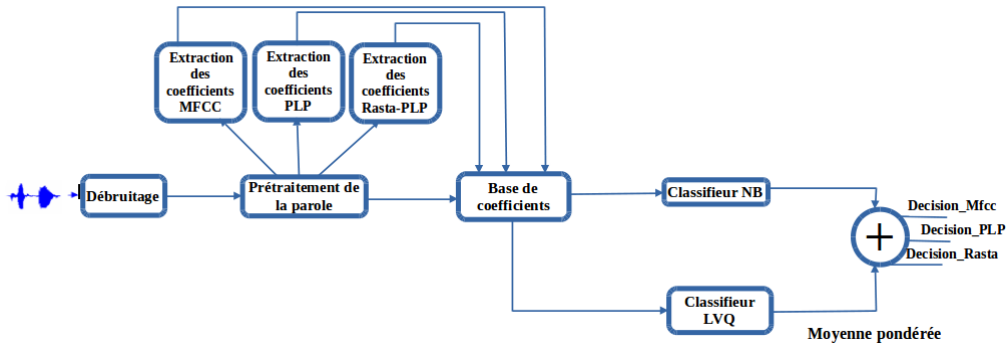 Extraction
des
coefficients
MFCC
Extraction
des
coefficients
PLP
Extraction
des
coefficients
Rasta-PLP
Débruitage
Prétraitement de
la parole
Base de
coefficients
Classifieur NB
Decision_Mfcc
Decision_PLP
Decision_Rasta
+
Classifieur
LVQ
Moyenne pondérée